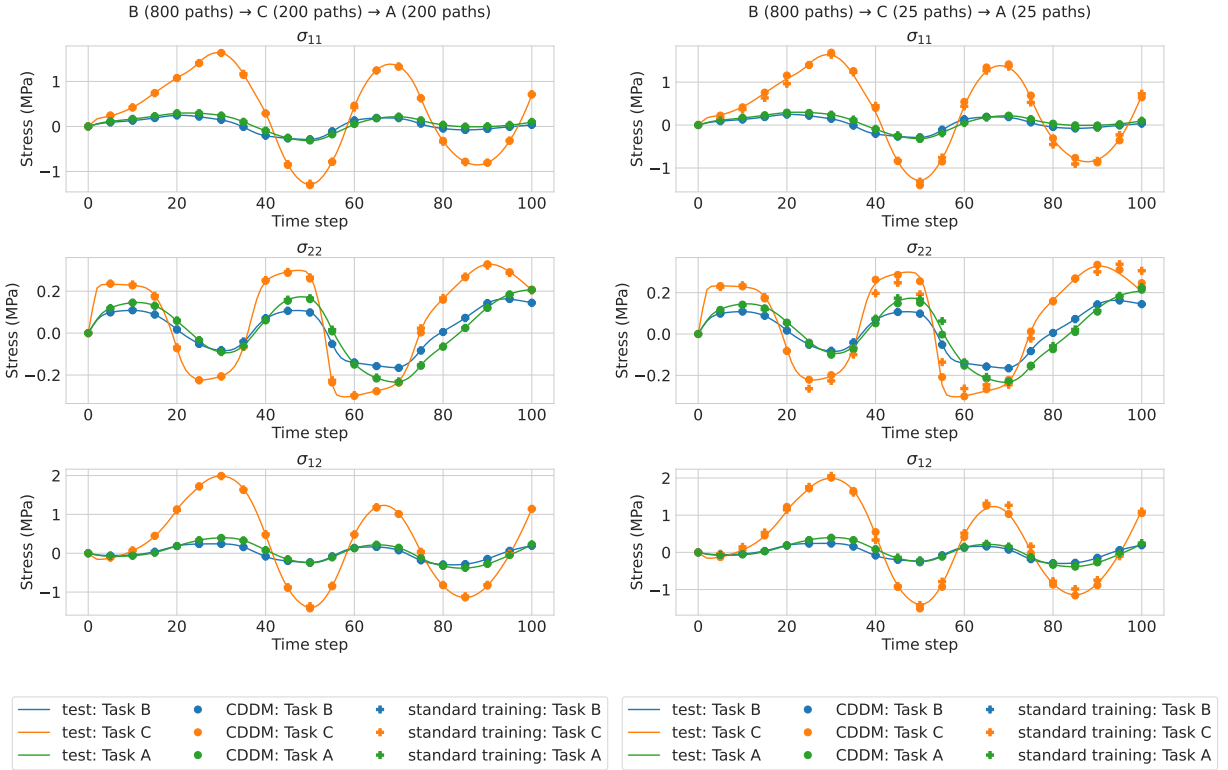 B (800 paths) → C (200 paths) → A (200 paths)
σ11
Stress (MPa)
1
0
−1
0 20 40 60 80 100
Time step
σ22
Stress (MPa)
0.2
0.0
−0.2
0 20 40 60 80 100
Time step
σ12
Stress (MPa)
2
1
0
−1
0 20 40 60 80 100
Time step
test: Task B CDDM: Task B standard training: Task B
test: Task C CDDM: Task C standard training: Task C
test: Task A CDDM: Task A standard training: Task A
B (800 paths) → C (25 paths) → A (25 paths)
σ11
Stress (MPa)
1
0
−1
0 20 40 60 80 100
Time step
σ22
Stress (MPa)
0.2
0.0
−0.2
0 20 40 60 80 100
Time step
σ12
Stress (MPa)
2
1
0
−1
0 20 40 60 80 100
Time step
test: Task B CDDM: Task B standard training: Task B
test: Task C CDDM: Task C standard training: Task C
test: Task A CDDM: Task A standard training: Task A